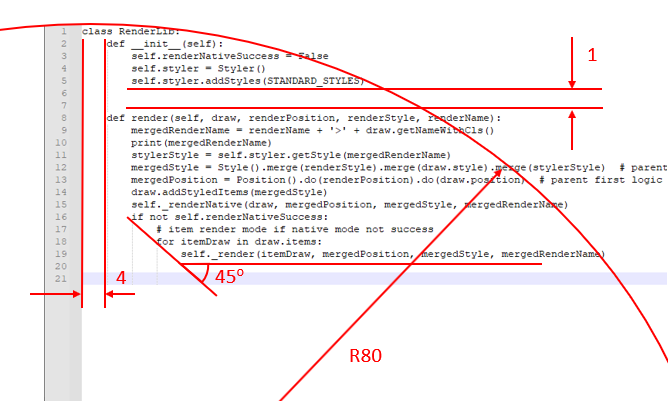 1 class RenderLib:
2 def __init__(self):
3 self.renderNativeSuccess = False
4 self.styler = Styler()
5 self.styler.addStyles(STANDARD_STYLES)
6
7
8 def render(self, draw, renderPosition, renderStyle, renderName):
9 mergedRenderName = renderName + '>' + draw.getNameWithCls()
10 print(mergedRenderName)
11 stylerStyle = self.styler.getStyle(mergedRenderName)
12 mergedStyle = Style().merge(renderStyle).merge(draw.style).merge(stylerStyle) # parent
13 mergedPosition = Position().do(renderPosition).do(draw.position) # parent first logic
14 draw.addStyledItems(mergedStyle)
15 self._renderNative(draw, mergedPosition, mergedStyle, mergedRenderName)
16 if not self.renderNativeSuccess:
17 # item render mode if native mode not success
18 for itemDraw in draw.items:
19 self._render(itemDraw, mergedPosition, mergedStyle, mergedRenderName)
20
21
1
4
45°
R80